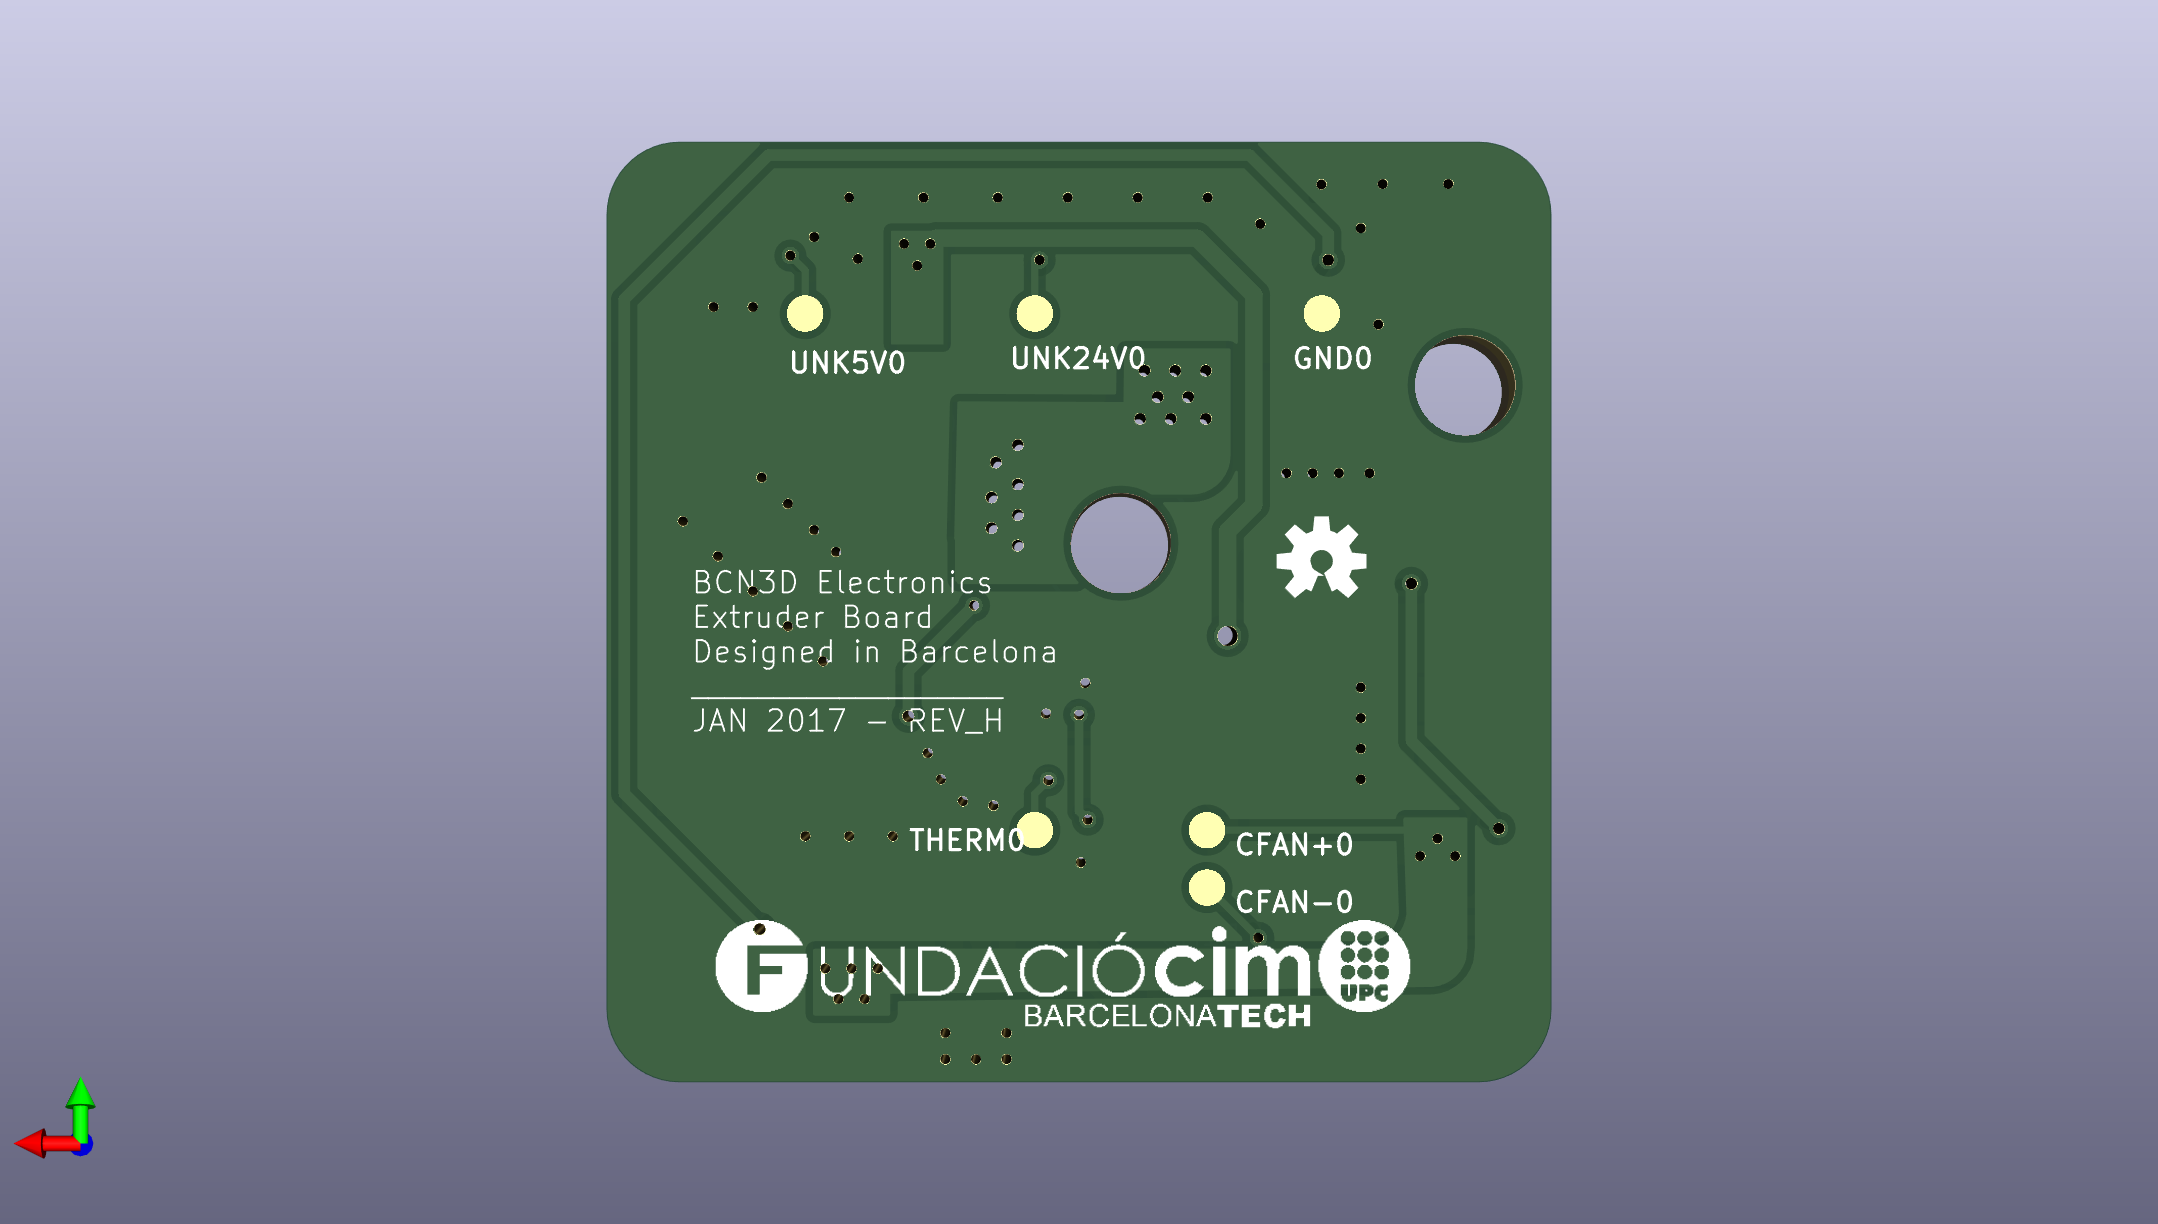 UNK5V0
UNK24V0
GND0
BCN3D Electronics
Extruder Board
Designed in Barcelona
JAN 2017 - REV_H
THERM0
CFAN+0
CFAN-0
FUNDACIÓcim
UPC
BARCELONATECH